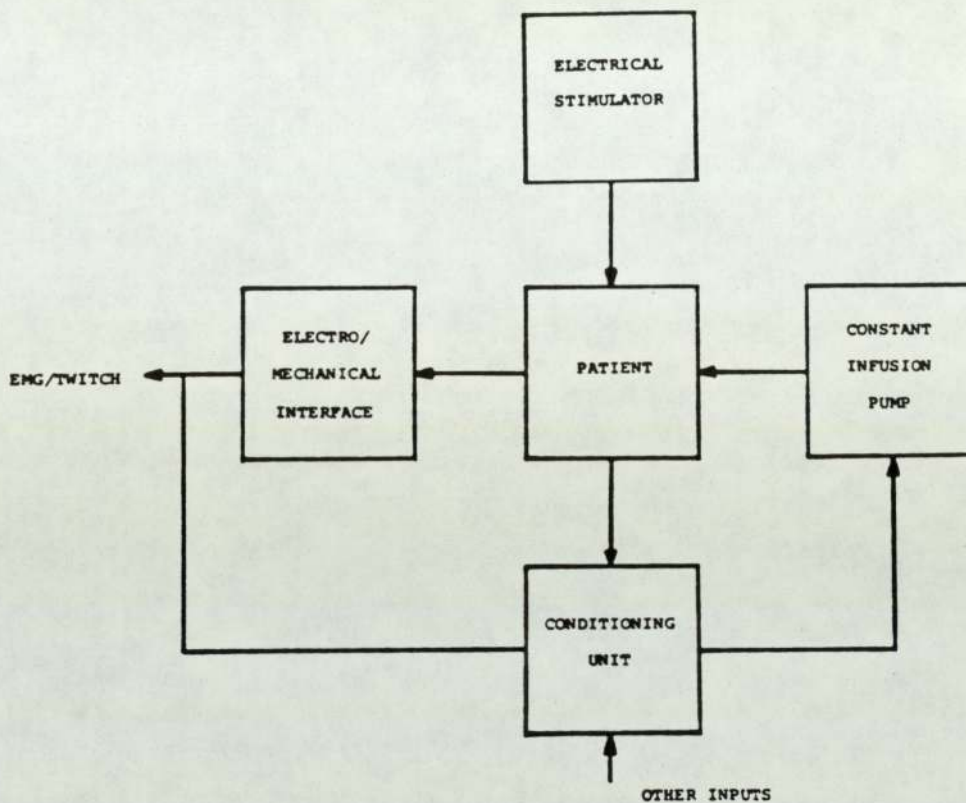 ELECTRICAL
STIMULATOR
ELECTRO/
MECHANICAL
INTERFACE
PATIENT
CONSTANT
INFUSION
PUMP
EMG/TWITCH
CONDITIONING
UNIT
OTHER INPUTS